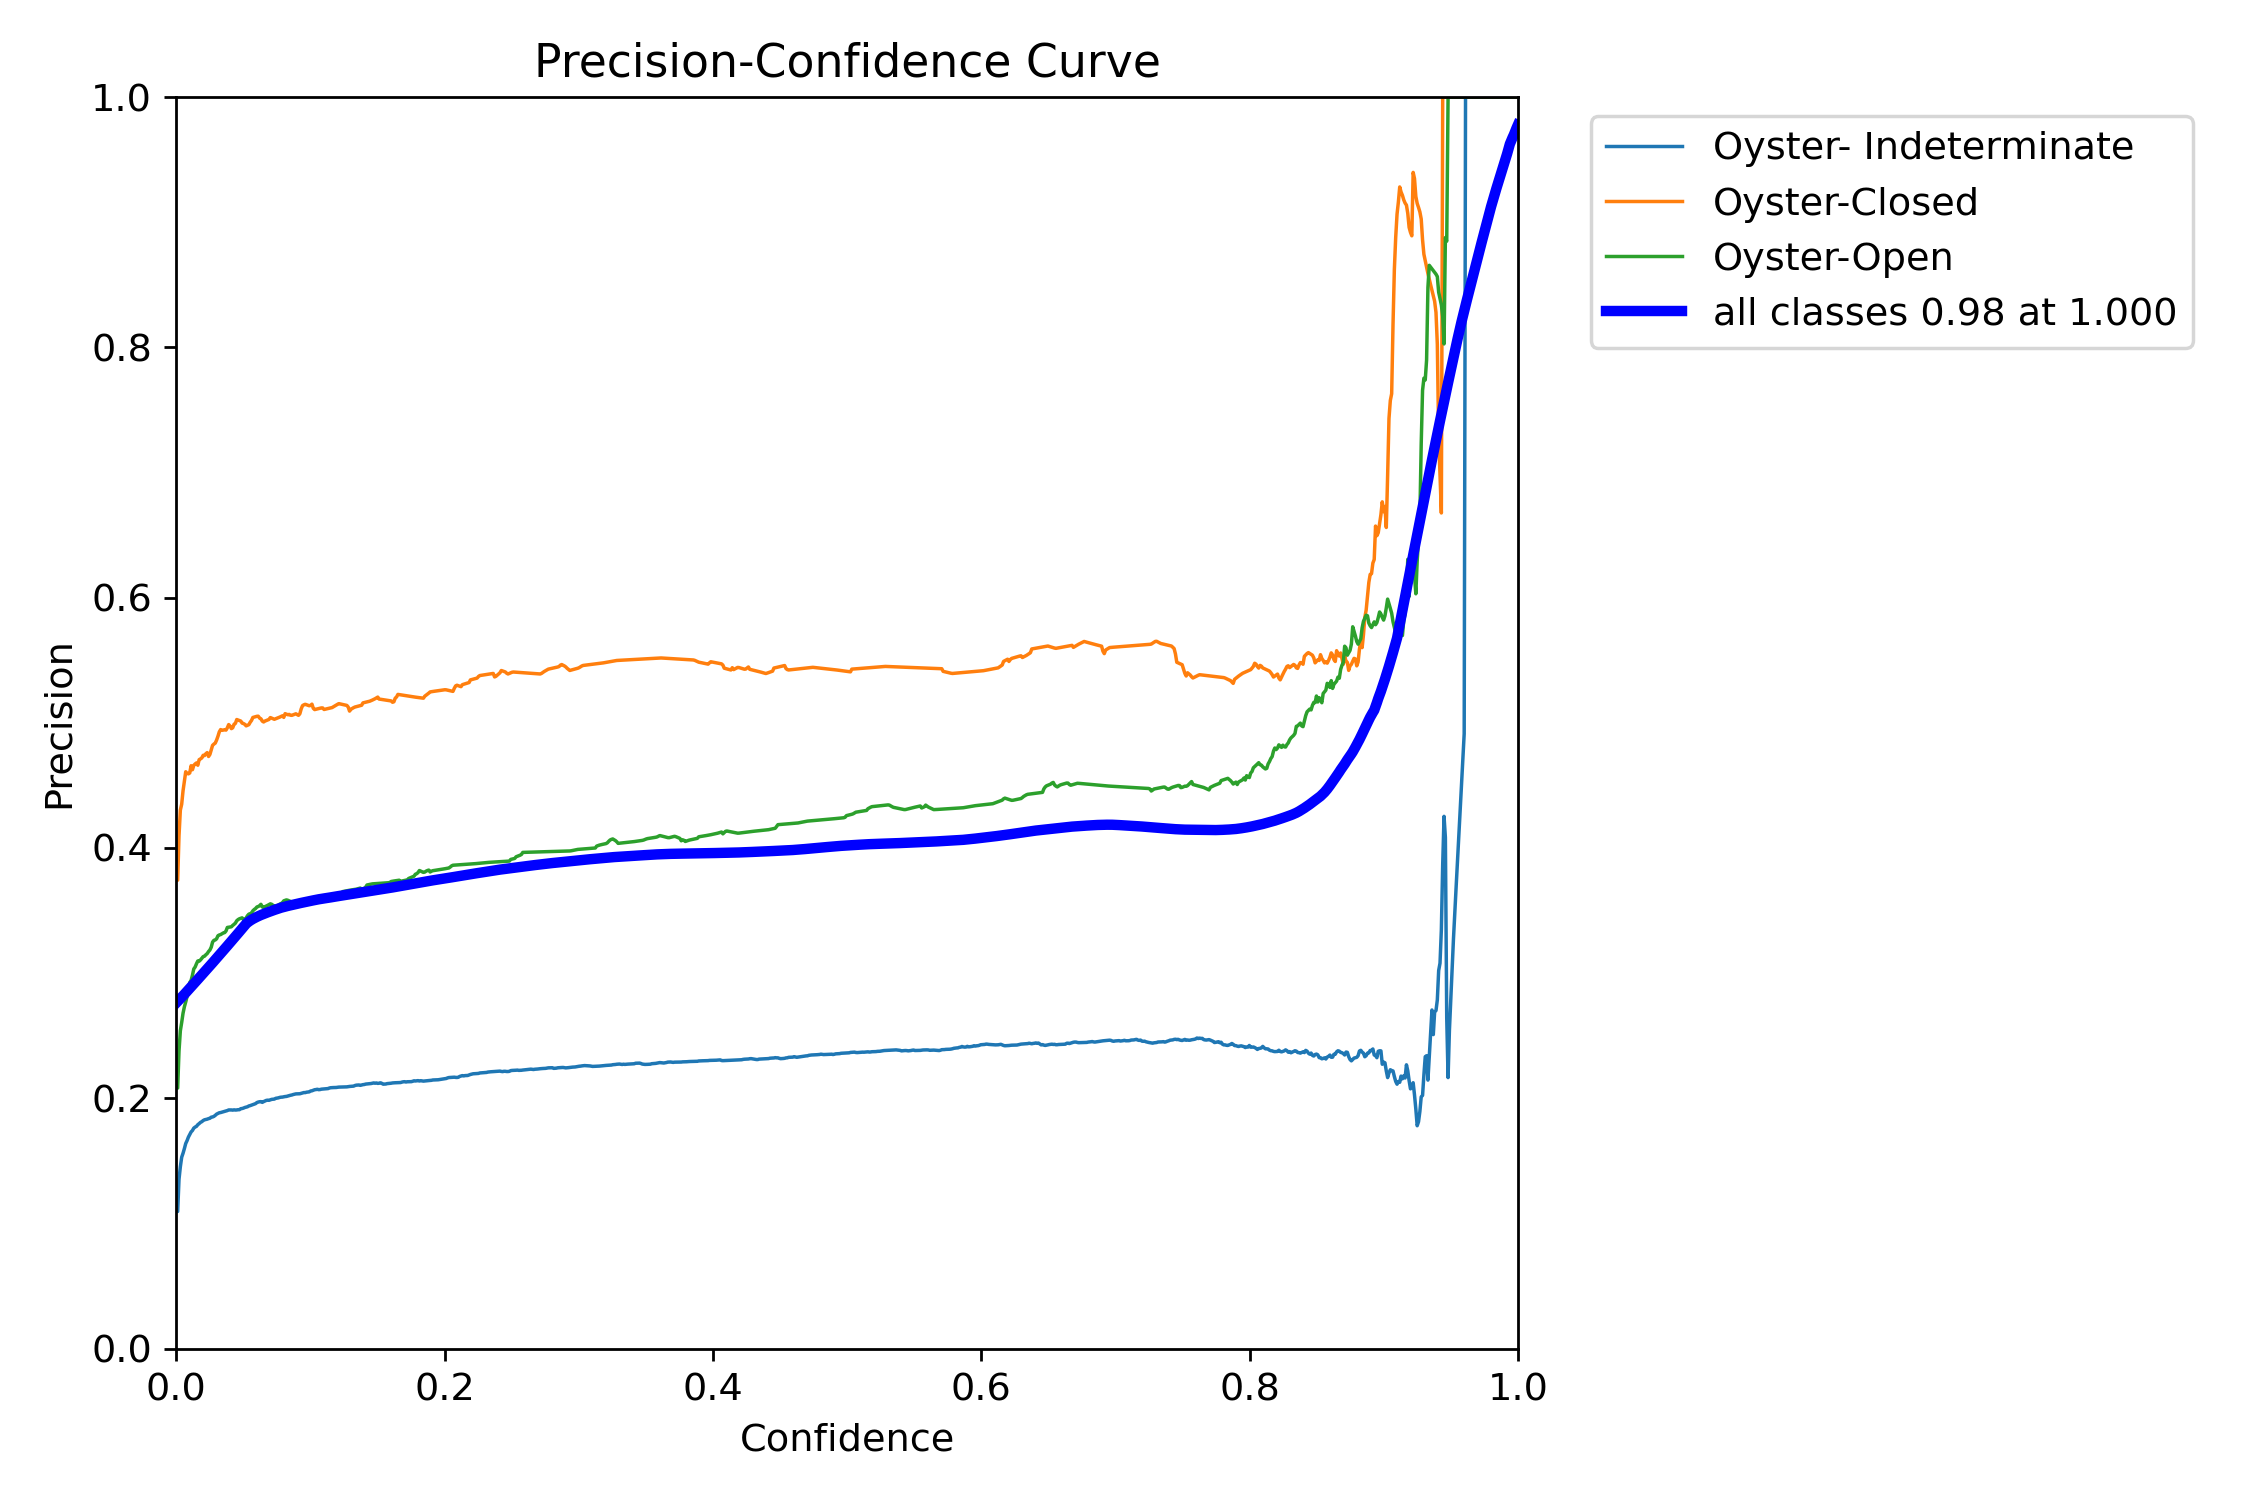 Precision-Confidence Curve
1.0
0.8
0.6
0.4
0.2
0.0
Precision
0.0 0.2 0.4 0.6 0.8 1.0
Confidence
Oyster- Indeterminate
Oyster-Closed
Oyster-Open
all classes 0.98 at 1.000